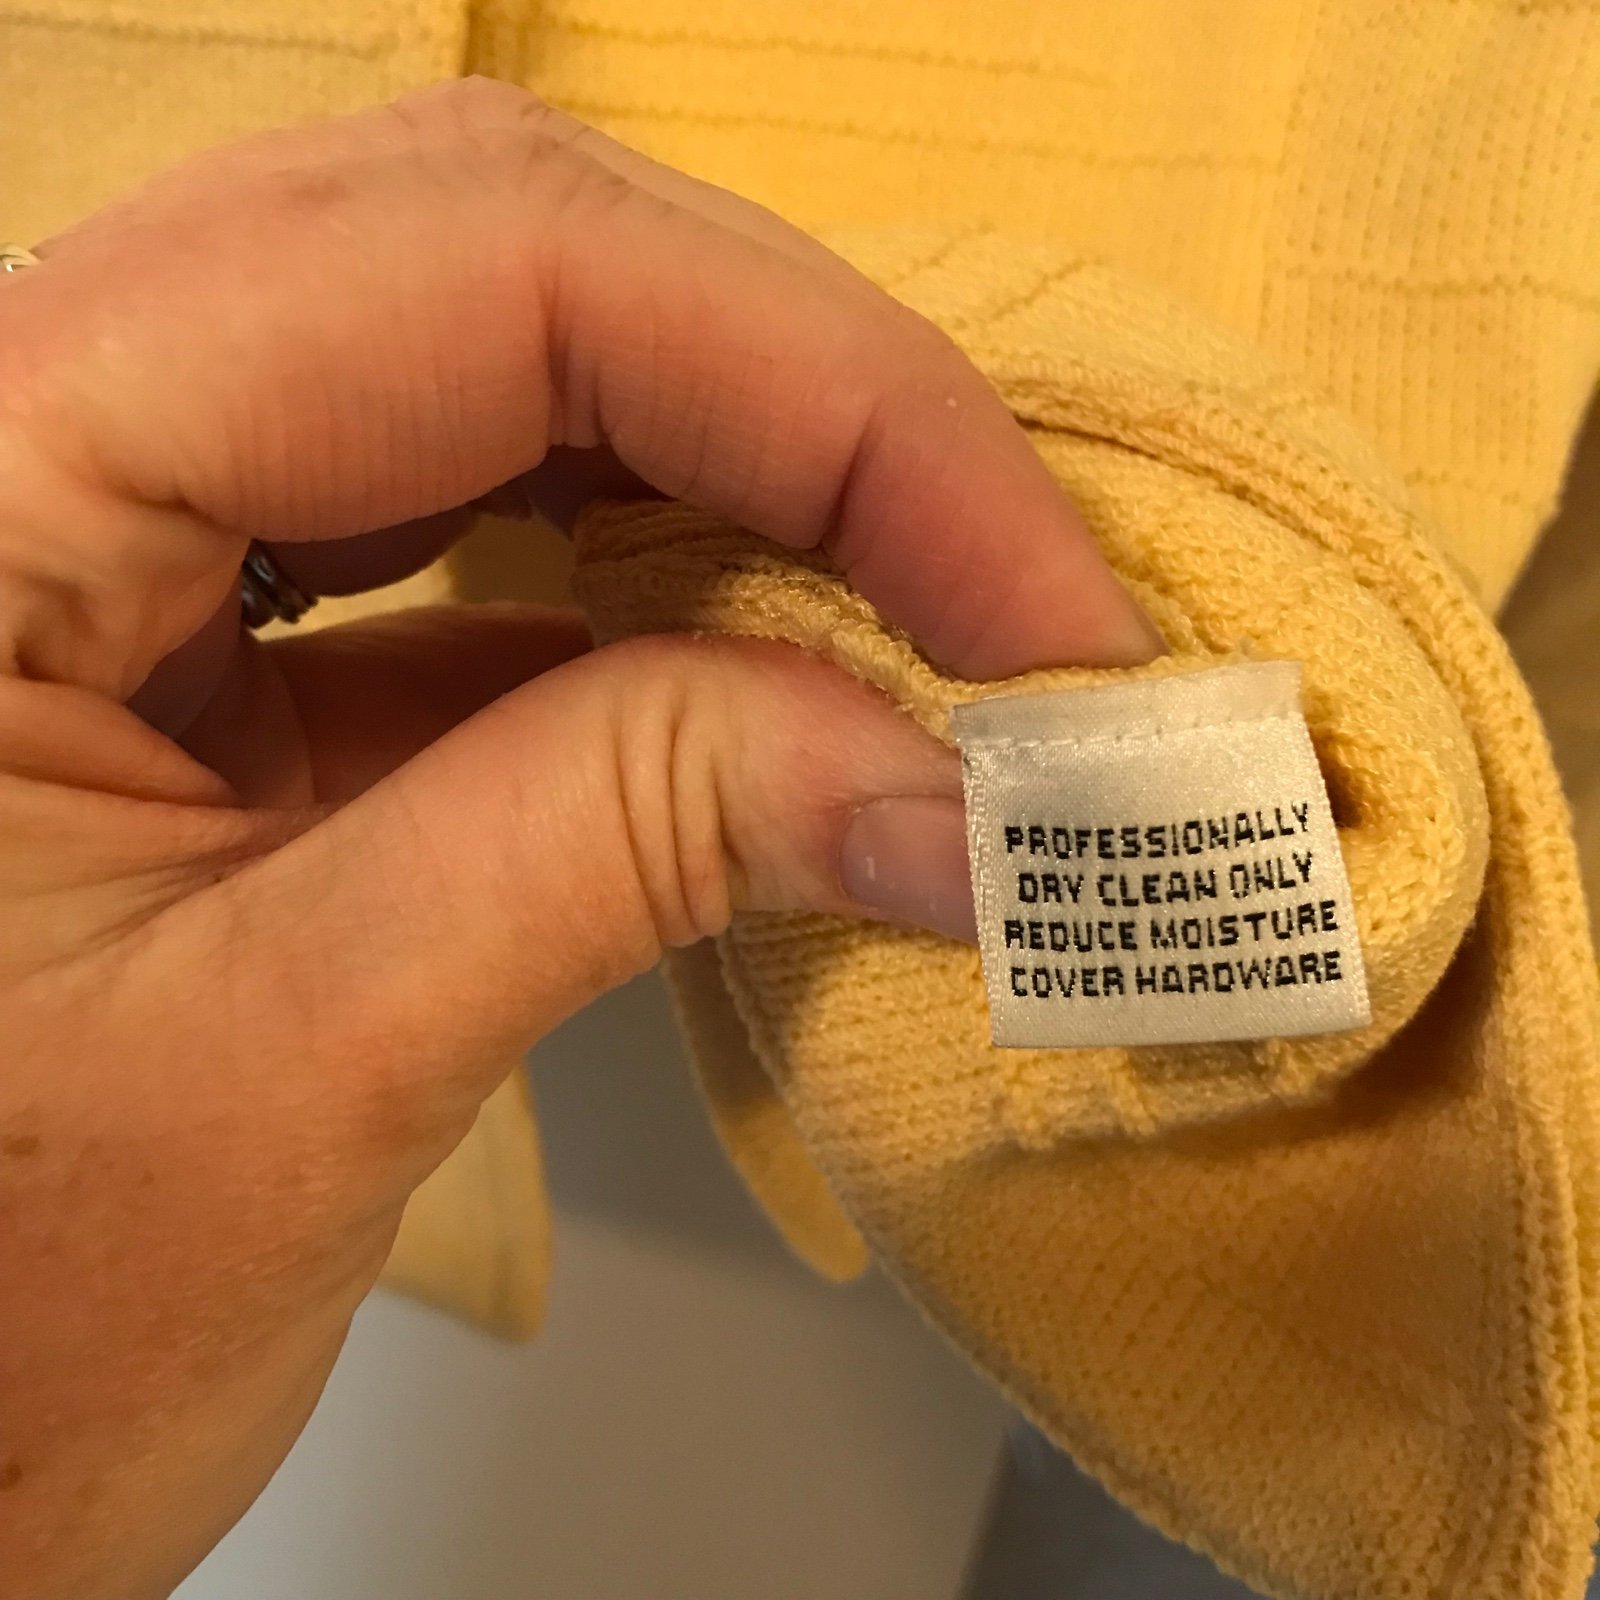 PROFESSIONALLY
DRY CLEAN ONLY
REDUCE MOISTURE
COVER HARDWARE